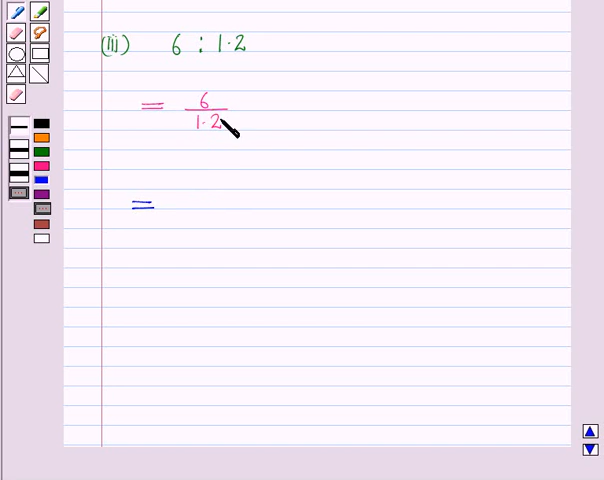 (iii) 6 : 1·2
= 6
1·2
=